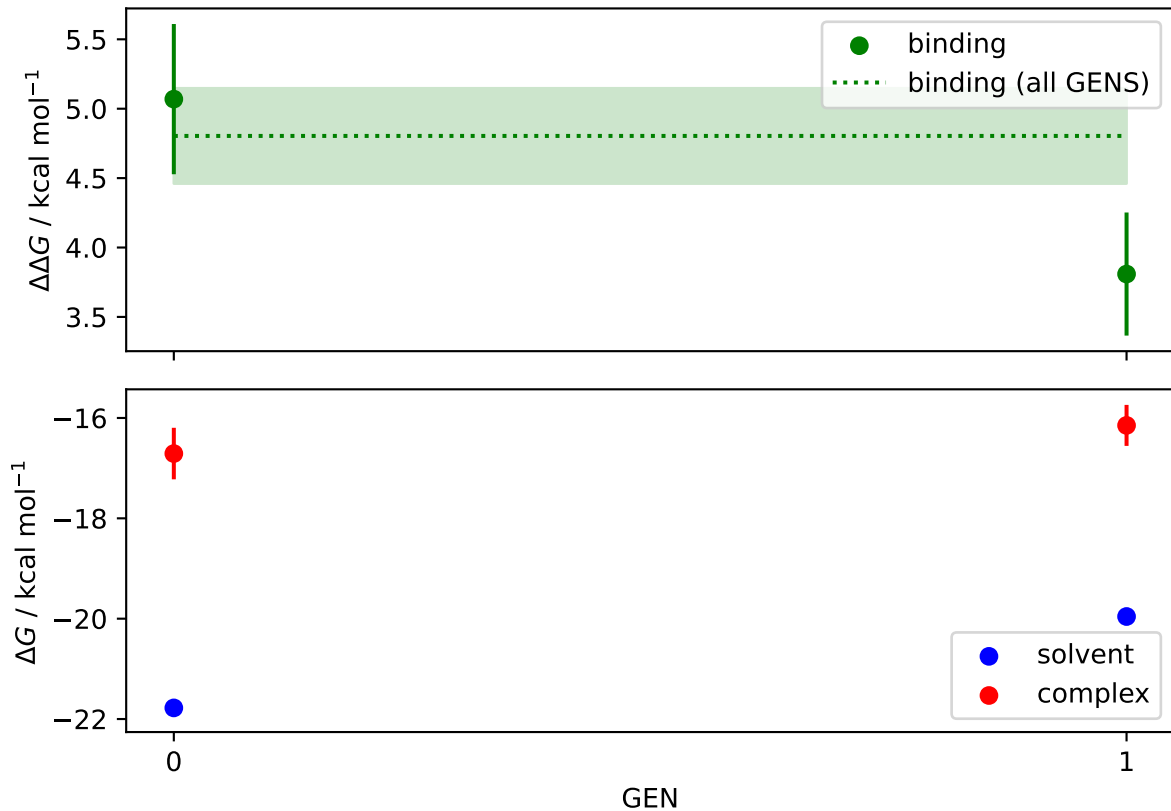 5.5
5.0
4.5
4.0
3.5
ΔΔG / kcal mol⁻¹
binding
binding (all GENS)
−16
−18
−20
−22
ΔG / kcal mol⁻¹
solvent
complex
0
1
GEN